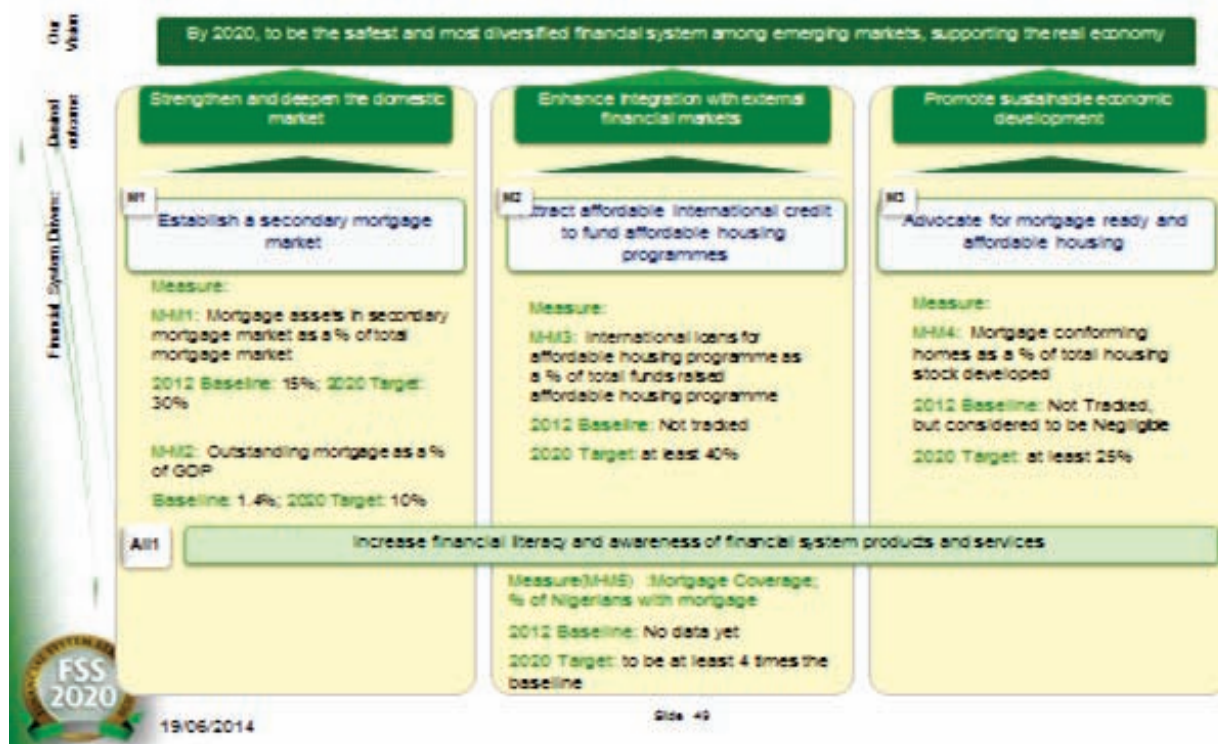 Our
Vision
By 2020, to be the safest and most diversified financial system among emerging markets, supporting the real economy
Desired
outcome
Strengthen and deepen the domestic
market
Enhance Integration with external
financial markets
Promote sustainable economic
development
Financial System Drivers:
M1
Establish a secondary mortgage
market
M2
ttract affordable International credit
to fund affordable housing
programmes
M3
Advocate for mortgage ready and
affordable housing
Measure:
M-M1: Mortgage assets in secondary
mortgage market as a % of total
mortgage market
2012 Baseline: 15%; 2020 Target:
30%
M-M2: Outstanding mortgage as a %
of GDP
Baseline: 1.4%; 2020 Target: 10%
Measure:
M-M3: International loans for
affordable housing programme as
a % of total funds raised
affordable housing programme
2012 Baseline: Not tracked
2020 Target: at least 40%
Measure:
M-M4: Mortgage conforming
homes as a % of total housing
stock developed
2012 Baseline: Not Tracked,
but considered to be Negligible
2020 Target: at least 25%
All1
Increase financial literacy and awareness of financial system products and services
Measure(M-M5) :Mortgage Coverage;
% of Nigerians with mortgage
2012 Baseline: No data yet
2020 Target: to be at least 4 times the
baseline
FSS
2020
19/06/2014
Slide 49